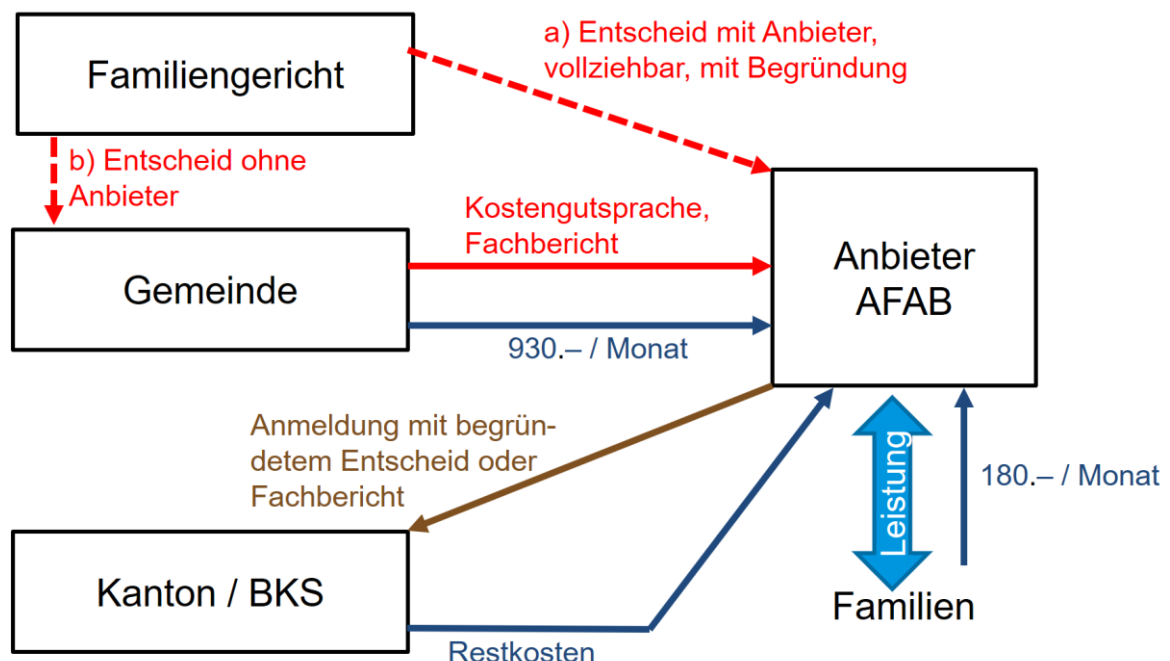 Familiengericht
a) Entscheid mit Anbieter,
vollziehbar, mit Begründung
b) Entscheid ohne
Anbieter
Kostengutsprache,
Fachbericht
Gemeinde
Anbieter
AFAB
930.– / Monat
Anmeldung mit begrün-
detem Entscheid oder
Fachbericht
Leistung
180.– / Monat
Kanton / BKS
Familien
Restkosten